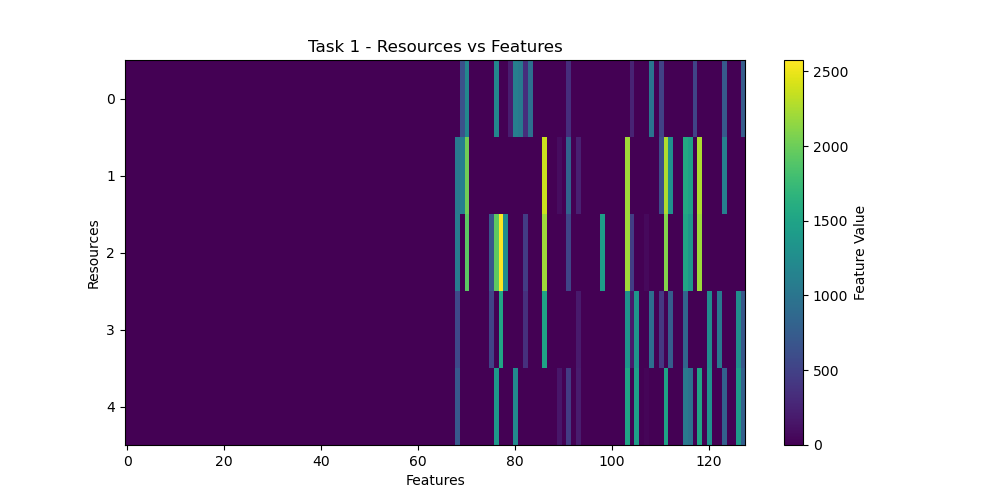 Task 1 - Resources vs Features
0
1
2
3
4
Resources
0 20 40 60 80 100 120
Features
2500
2000
1500
1000
500
0
Feature Value